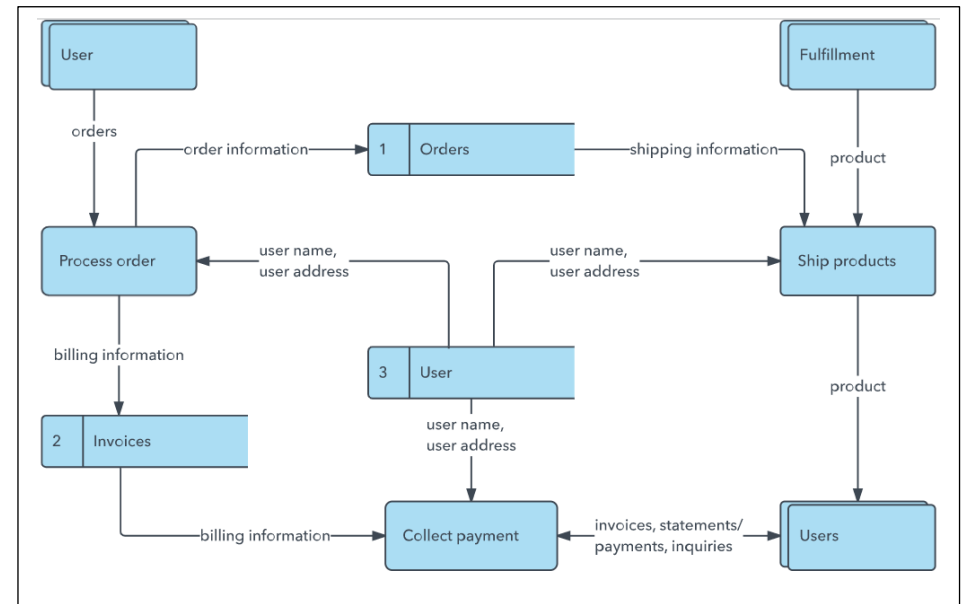 User
Fulfillment
orders
order information
1
Orders
shipping information
product
Process order
user name,
user address
user name,
user address
Ship products
billing information
3
User
product
2
Invoices
user name,
user address
billing information
Collect payment
invoices, statements/
payments, inquiries
Users